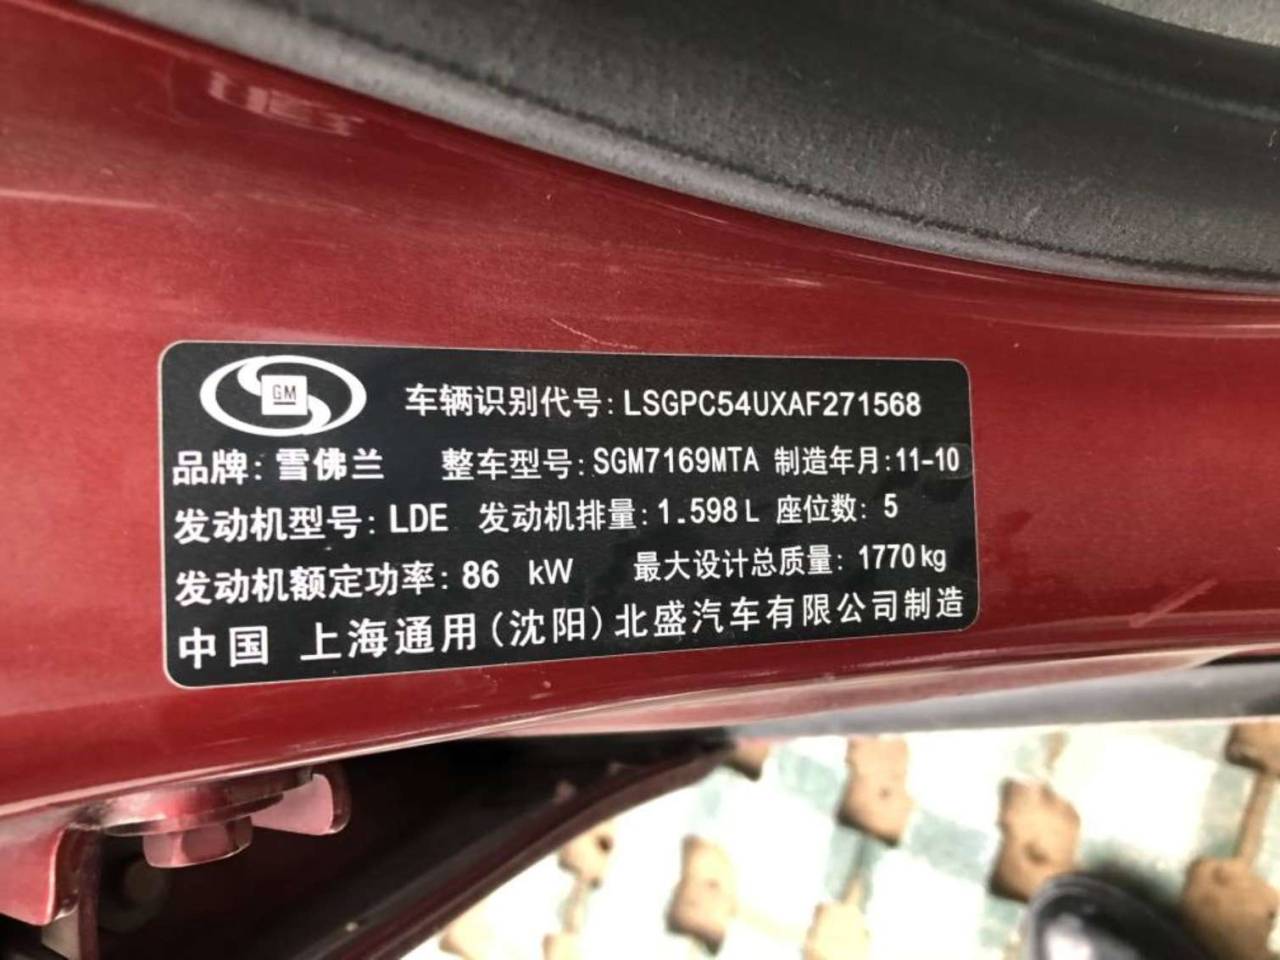 GM 车辆识别代号: LSGPC54UXAF271568
品牌: 雪佛兰 整车型号: SGM7169MTA 制造年月: 11-10
发动机型号: LDE 发动机排量: 1.598 L 座位数: 5
发动机额定功率: 86 kW 最大设计总质量: 1770 kg
中国 上海通用(沈阳)北盛汽车有限公司制造